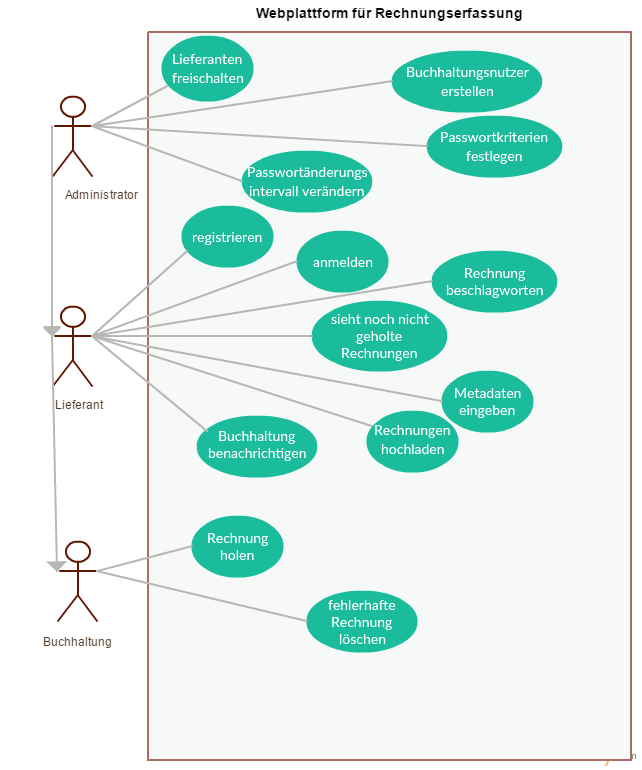 Webplattform für Rechnungserfassung
Lieferanten
freischalten
Buchhaltungsnutzer
erstellen
Passwortkriterien
festlegen
Passwortänderungs
intervall verändern
Administrator
registrieren
anmelden
Rechnung
beschlagworten
sieht noch nicht
geholte
Rechnungen
Metadaten
eingeben
Lieferant
Rechnungen
hochladen
Buchhaltung
benachrichtigen
Rechnung
holen
fehlerhafte
Rechnung
löschen
Buchhaltung